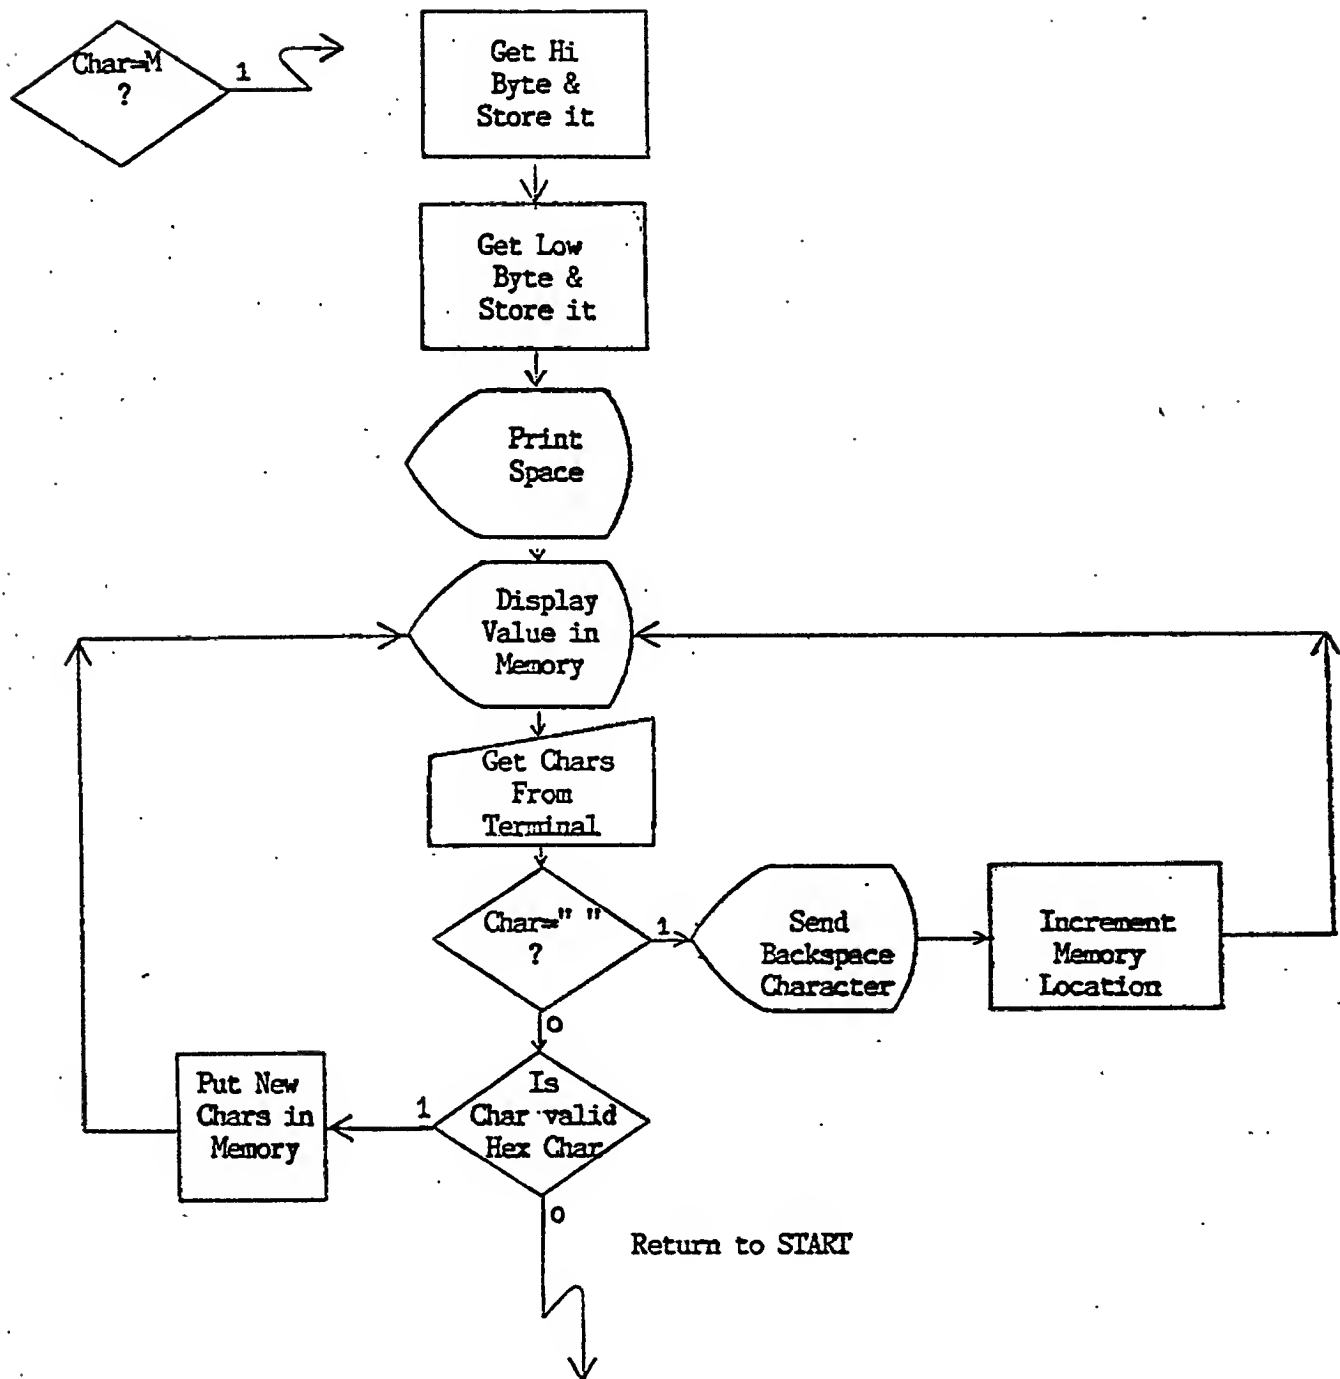 Char=M
?
1
Get Hi
Byte &
Store it
Get Low
Byte &
Store it
Print
Space
Display
Value in
Memory
Get Chars
From
Terminal
Char=" "
?
1
Send
Backspace
Character
Increment
Memory
Location
0
Is
Char valid
Hex Char
1
Put New
Chars in
Memory
0
Return to START